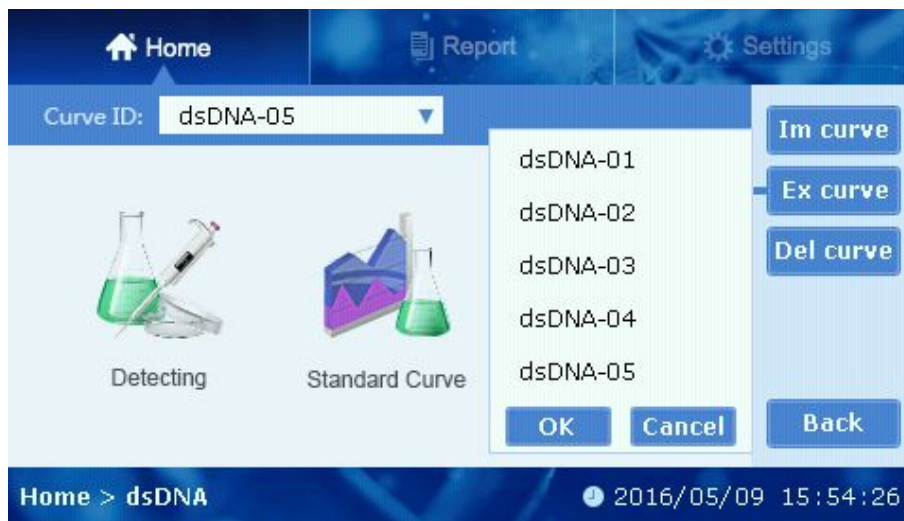 Home
Report
Settings
Curve ID:
dsDNA-05
Im curve
Ex curve
Del curve
dsDNA-01
dsDNA-02
dsDNA-03
dsDNA-04
dsDNA-05
OK
Cancel
Detecting
Standard Curve
Back
Home > dsDNA
2016/05/09 15:54:26